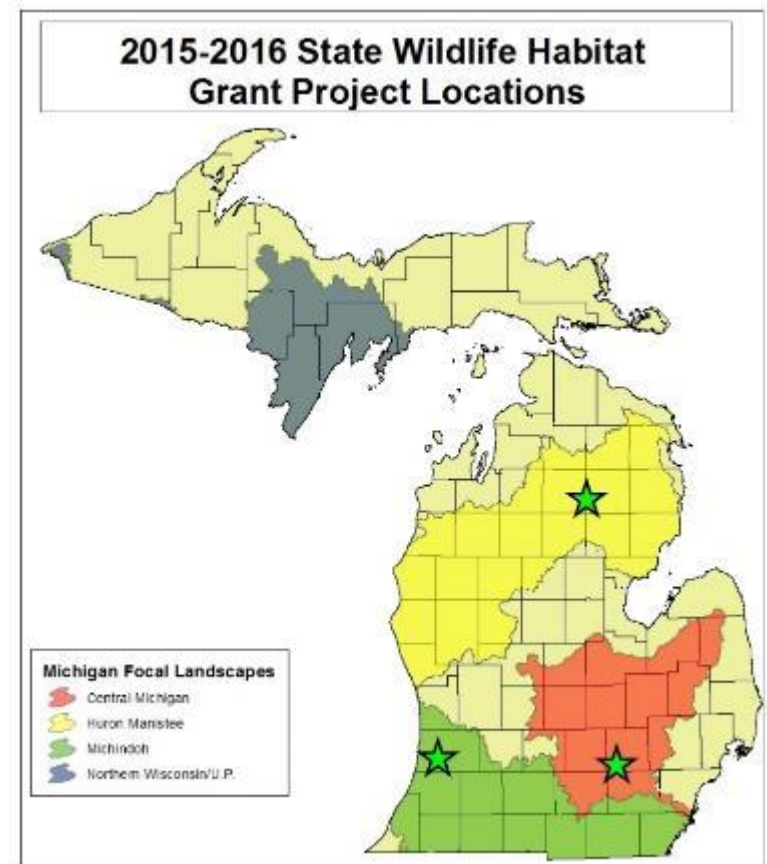 2015-2016 State Wildlife Habitat
Grant Project Locations
Michigan Focal Landscapes
Central Michigan
Huron Manistee
Michindoh
Northern Wisconsin/U.P.